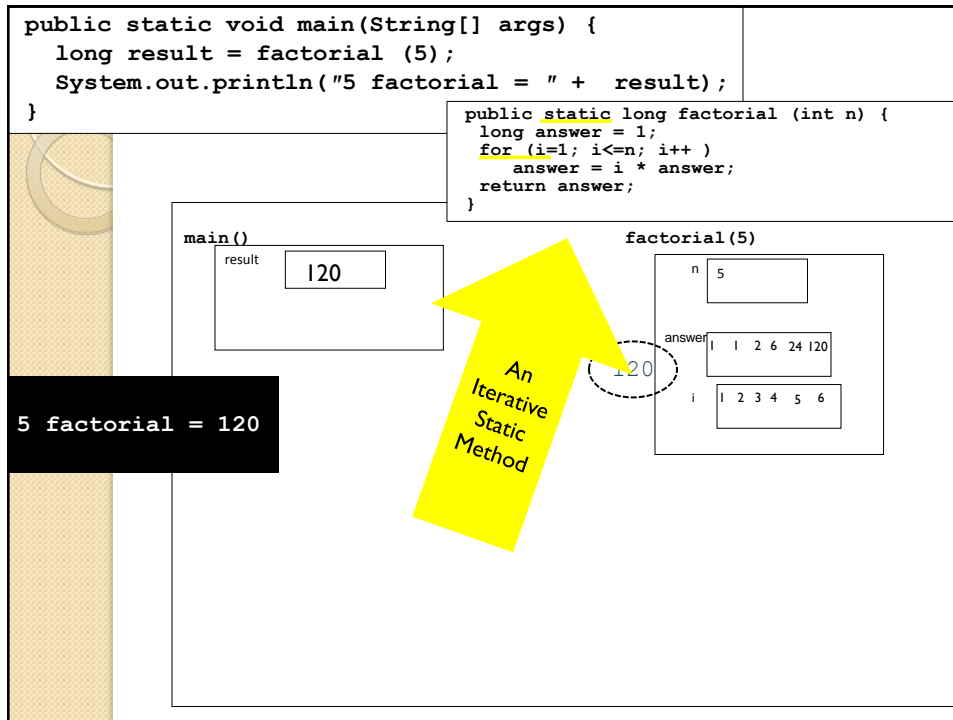 public static void main(String[] args) {
long result = factorial (5);
System.out.println("5 factorial = " + result);
}
public static long factorial (int n) {
long answer = 1;
for (i=1; i<=n; i++ )
answer = i * answer;
return answer;
}
main()
result
120
factorial(5)
n
5
answer
1 1 2 6 24 120
120
i
1 2 3 4 5 6
An
Iterative
Static
Method
5 factorial = 120